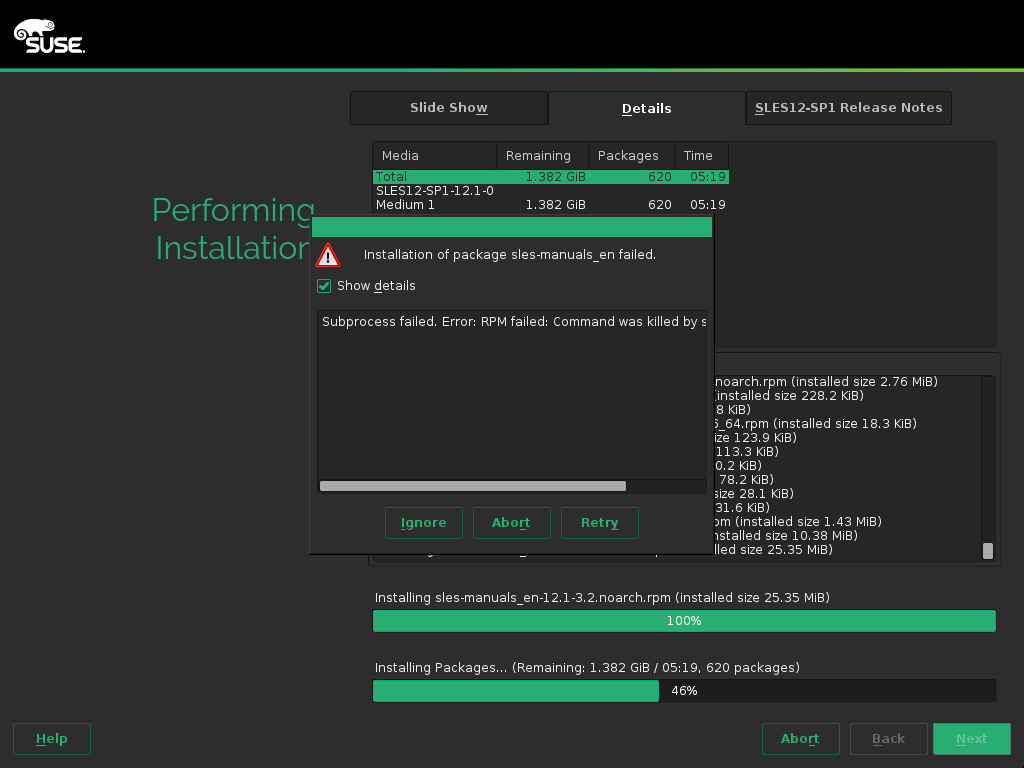 SUSE.
Slide Show
Details
SLES12-SP1 Release Notes
Media Remaining Packages Time
Total 1.382 GiB 620 05:19
SLES12-SP1-12.1-0
Medium 1 1.382 GiB 620 05:19
Performing
Installation
Installation of package sles-manuals_en failed.
Show details
Subprocess failed. Error: RPM failed: Command was killed by s
noarch.rpm (installed size 2.76 MiB)
installed size 228.2 KiB)
8 KiB)
_64.rpm (installed size 18.3 KiB)
size 123.9 KiB)
113.3 KiB)
0.2 KiB)
78.2 KiB)
size 28.1 KiB)
31.6 KiB)
pm (installed size 1.43 MiB)
nstalled size 10.38 MiB)
lled size 25.35 MiB)
Ignore
Abort
Retry
Installing sles-manuals_en-12.1-3.2.noarch.rpm (installed size 25.35 MiB)
100%
Installing Packages... (Remaining: 1.382 GiB / 05:19, 620 packages)
46%
Help
Abort
Back
Next